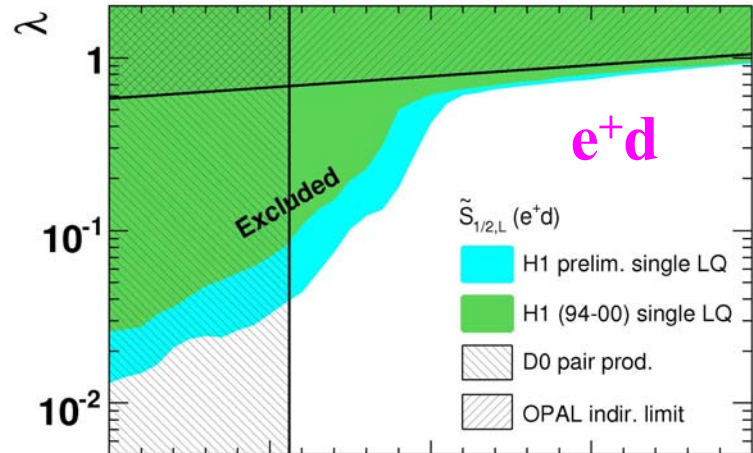 λ
1
10⁻¹
10⁻²
Excluded
e⁺d
S̃₁/₂,L (e⁺d)
H1 prelim. single LQ
H1 (94-00) single LQ
D0 pair prod.
OPAL indir. limit